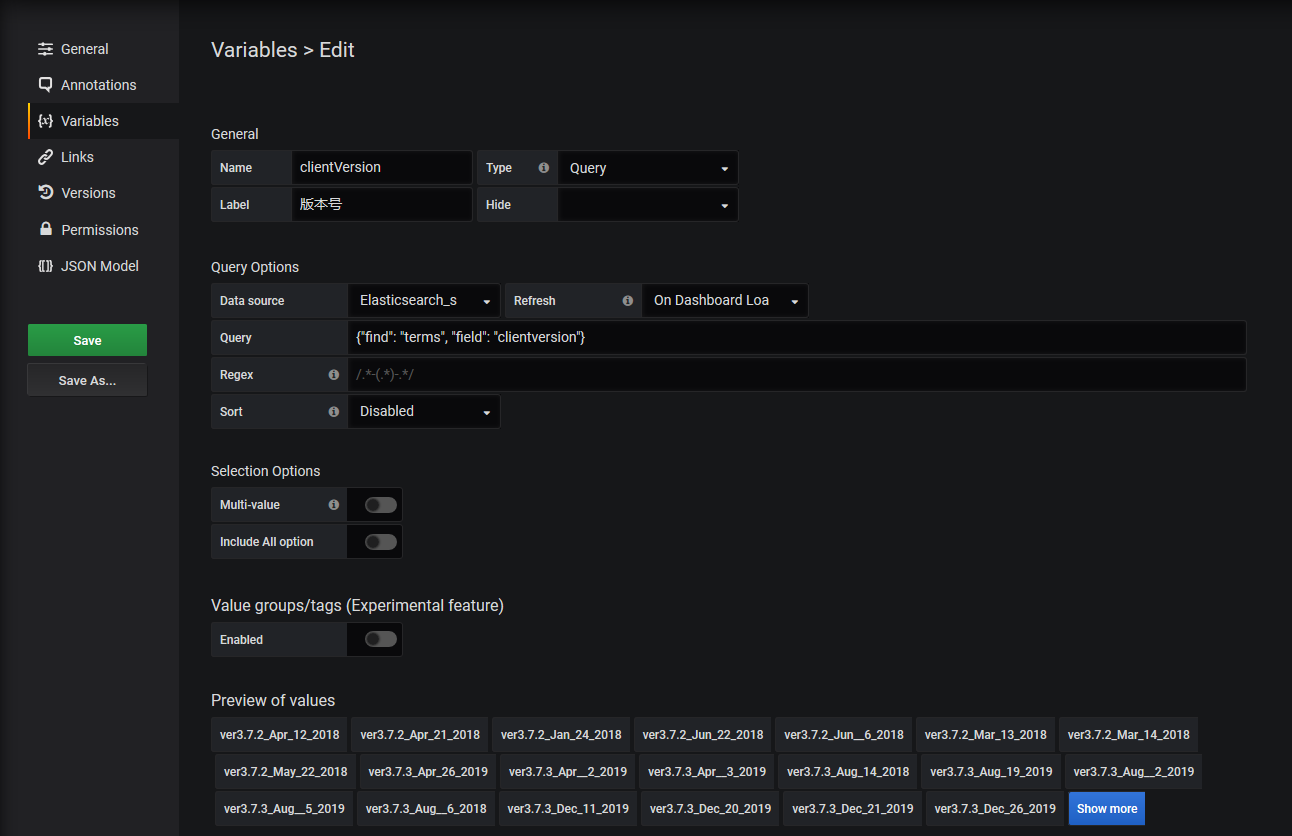 General
Annotations
Variables
Links
Versions
Permissions
JSON Model
Save
Save As...
Variables > Edit
General
Name clientVersion Type Query
Label 版本号 Hide
Query Options
Data source Elasticsearch_s Refresh On Dashboard Loa
Query {"find": "terms", "field": "clientversion"}
Regex /.*-(.*)-.*/
Sort Disabled
Selection Options
Multi-value
Include All option
Value groups/tags (Experimental feature)
Enabled
Preview of values
ver3.7.2_Apr_12_2018 ver3.7.2_Apr_21_2018 ver3.7.2_Jan_24_2018 ver3.7.2_Jun_22_2018 ver3.7.2_Jun__6_2018 ver3.7.2_Mar_13_2018 ver3.7.2_Mar_14_2018
ver3.7.2_May_22_2018 ver3.7.3_Apr_26_2019 ver3.7.3_Apr__2_2019 ver3.7.3_Apr__3_2019 ver3.7.3_Aug_14_2018 ver3.7.3_Aug_19_2019 ver3.7.3_Aug__2_2019
ver3.7.3_Aug__5_2019 ver3.7.3_Aug__6_2018 ver3.7.3_Dec_11_2019 ver3.7.3_Dec_20_2019 ver3.7.3_Dec_21_2019 ver3.7.3_Dec_26_2019 Show more